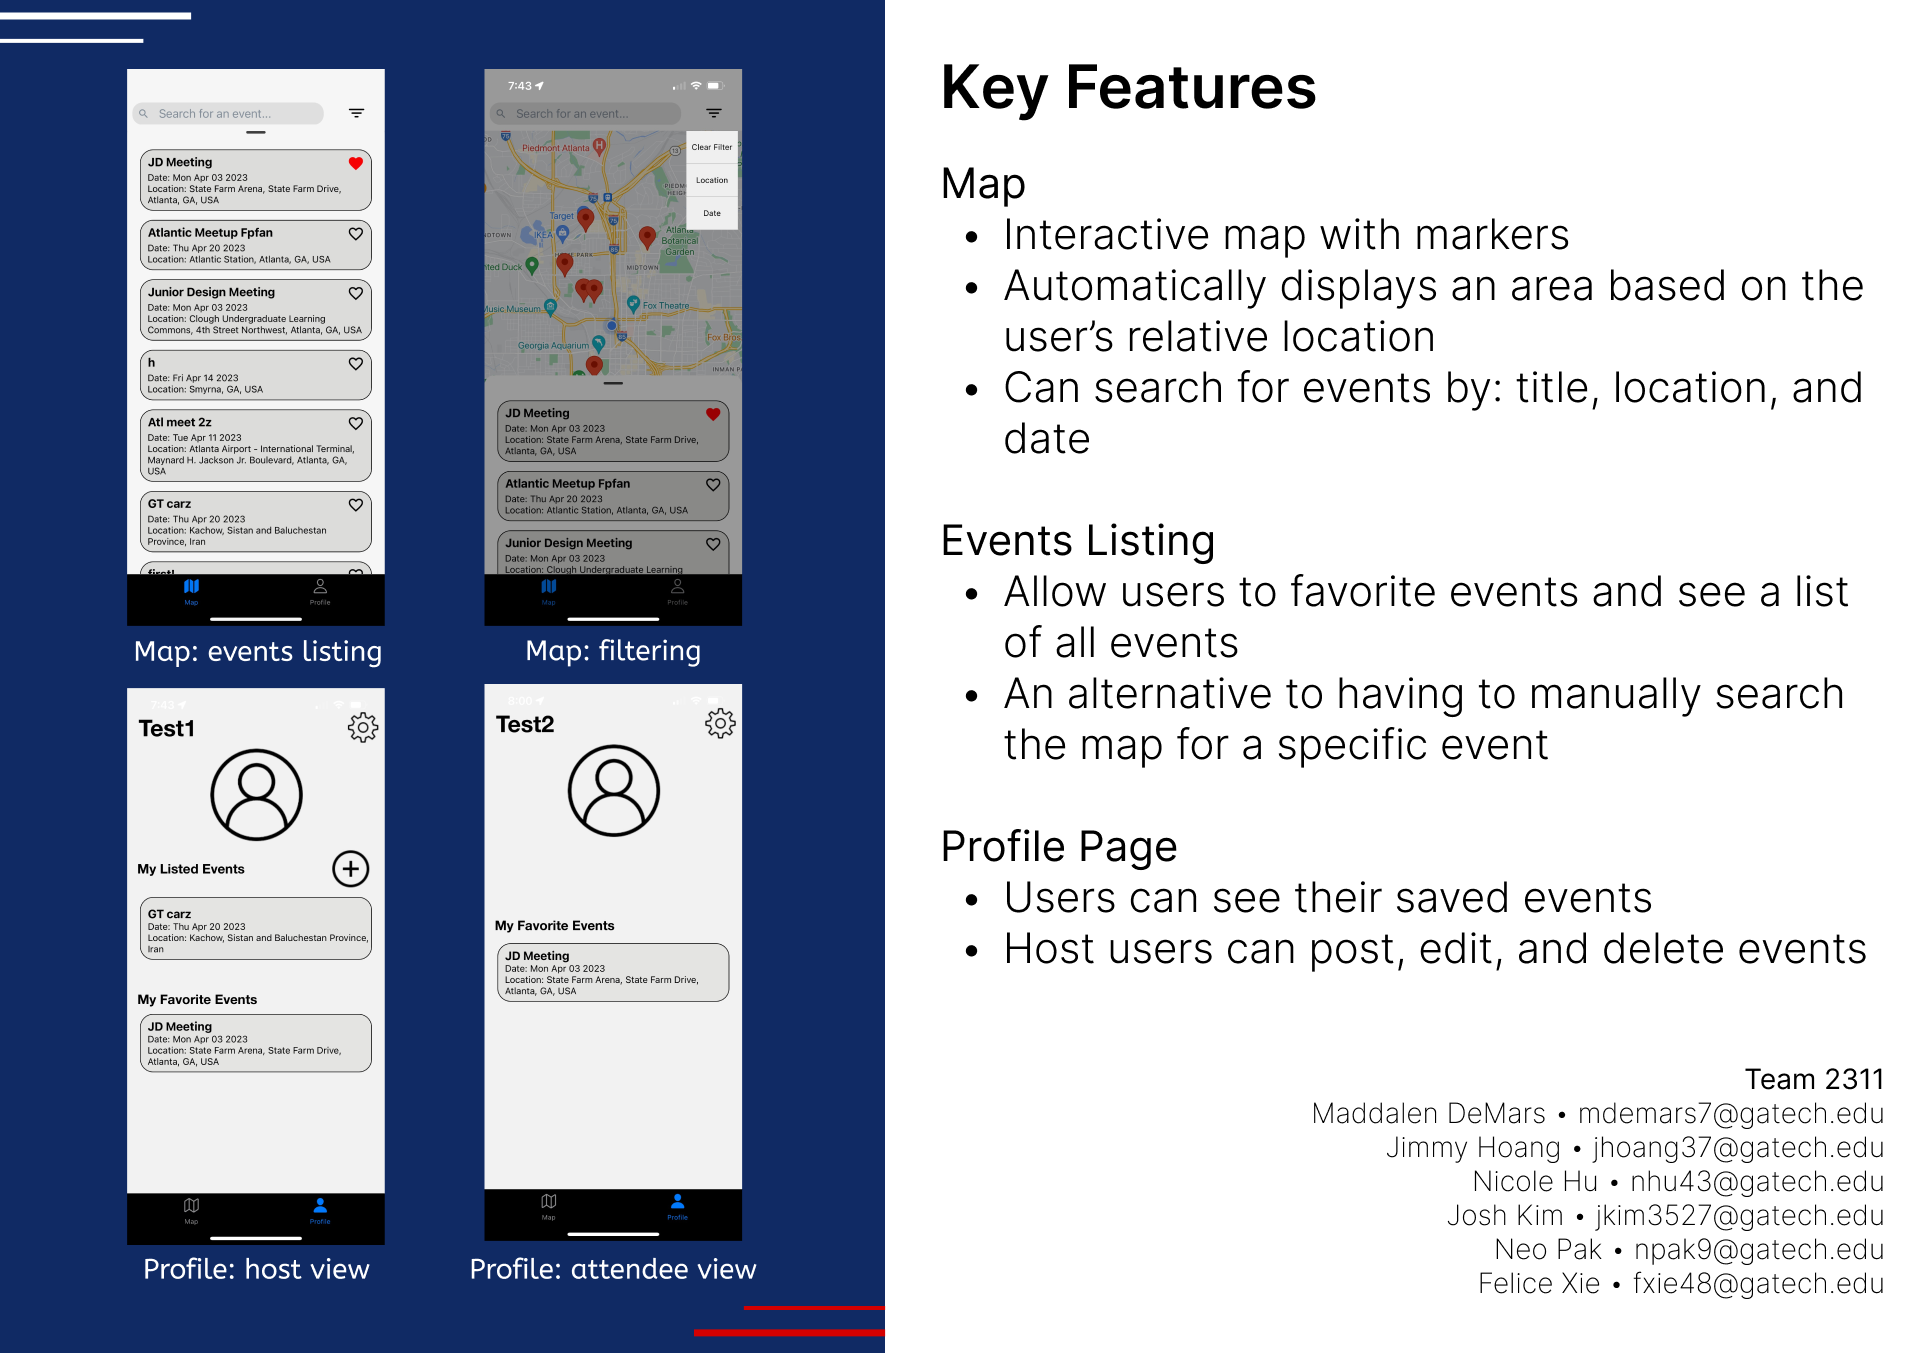 Search for an event...
JD Meeting
Date: Mon Apr 03 2023
Location: State Farm Arena, State Farm Drive,
Atlanta, GA, USA
Atlantic Meetup Fpfan
Date: Thu Apr 20 2023
Location: Atlantic Station, Atlanta, GA, USA
Junior Design Meeting
Date: Mon Apr 03 2023
Location: Clough Undergraduate Learning
Commons, 4th Street Northwest, Atlanta, GA, USA
h
Date: Fri Apr 14 2023
Location: Smyrna, GA, USA
Atl meet 2z
Date: Tue Apr 11 2023
Location: Atlanta Airport - International Terminal,
Maynard H. Jackson Jr. Boulevard, Atlanta, GA,
USA
GT carz
Date: Thu Apr 20 2023
Location: Kachow, Sistan and Baluchestan
Province, Iran
first!
Map
Profile
Map: events listing
7:43
Search for an event...
Clear Filter
Location
Date
Piedmont Atlanta
Target
IKEA
Atlanta
Botanical
Garden
MIDTOWN
Fox Theatre
Music Museum
Georgia Aquarium
Fox Bros
INMAN P
JD Meeting
Date: Mon Apr 03 2023
Location: State Farm Arena, State Farm Drive,
Atlanta, GA, USA
Atlantic Meetup Fpfan
Date: Thu Apr 20 2023
Location: Atlantic Station, Atlanta, GA, USA
Junior Design Meeting
Date: Mon Apr 03 2023
Location: Clough Undergraduate Learning
Map
Profile
Map: filtering
7:43
Test1
My Listed Events
GT carz
Date: Thu Apr 20 2023
Location: Kachow, Sistan and Baluchestan Province,
Iran
My Favorite Events
JD Meeting
Date: Mon Apr 03 2023
Location: State Farm Arena, State Farm Drive,
Atlanta, GA, USA
Map
Profile
Profile: host view
8:00
Test2
My Favorite Events
JD Meeting
Date: Mon Apr 03 2023
Location: State Farm Arena, State Farm Drive,
Atlanta, GA, USA
Map
Profile
Profile: attendee view
Key Features
Map
• Interactive map with markers
• Automatically displays an area based on the
user’s relative location
• Can search for events by: title, location, and
date
Events Listing
• Allow users to favorite events and see a list
of all events
• An alternative to having to manually search
the map for a specific event
Profile Page
• Users can see their saved events
• Host users can post, edit, and delete events
Team 2311
Maddalen DeMars • mdemars7@gatech.edu
Jimmy Hoang • jhoang37@gatech.edu
Nicole Hu • nhu43@gatech.edu
Josh Kim • jkim3527@gatech.edu
Neo Pak • npak9@gatech.edu
Felice Xie • fxie48@gatech.edu